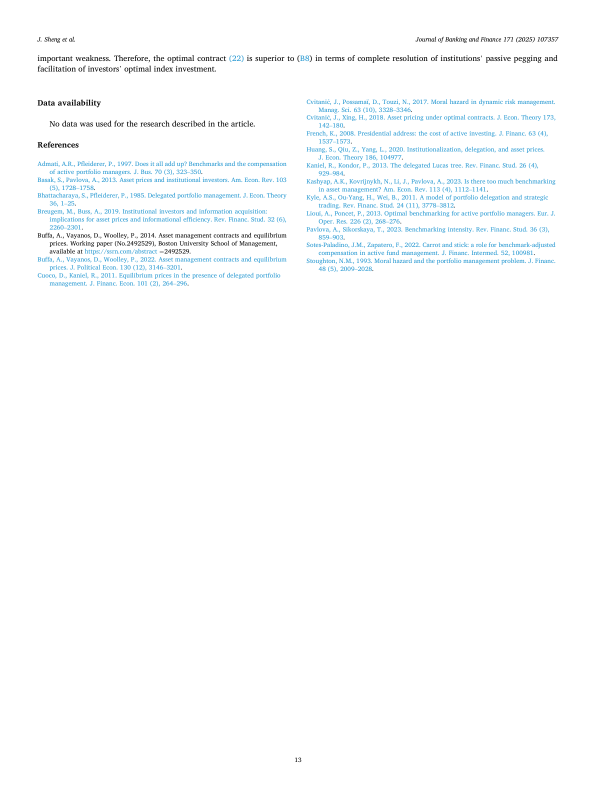 J. Sheng et al.
Journal of Banking and Finance 171 (2025) 107357
important weakness. Therefore, the optimal contract (22) is superior to (B8) in terms of complete resolution of institutions' passive pegging and
facilitation of investors' optimal index investment.
Data availability
No data was used for the research described in the article.
References
Admati, A.R., Pfleiderer, P., 1997. Does it all add up? Benchmarks and the compensation
of active portfolio managers. J. Bus. 70 (3), 323–350.
Basak, S., Pavlova, A., 2013. Asset prices and institutional investors. Am. Econ. Rev. 103
(5), 1728–1758.
Bhattacharaya, S., Pfleiderer, P., 1985. Delegated portfolio management. J. Econ. Theory
36, 1–25.
Breugem, M., Buss, A., 2019. Institutional investors and information acquisition:
implications for asset prices and informational efficiency. Rev. Financ. Stud. 32 (6),
2260–2301.
Buffa, A., Vayanos, D., Woolley, P., 2014. Asset management contracts and equilibrium
prices. Working paper (No.2492529), Boston University School of Management,
available at https://ssrn.com/abstract =2492529.
Buffa, A., Vayanos, D., Woolley, P., 2022. Asset management contracts and equilibrium
prices. J. Political Econ. 130 (12), 3146–3201.
Cuoco, D., Kaniel, R., 2011. Equilibrium prices in the presence of delegated portfolio
management. J. Financ. Econ. 101 (2), 264–296.
Cvitanić, J., Possamaï, D., Touzi, N., 2017. Moral hazard in dynamic risk management.
Manag. Sci. 63 (10), 3328–3346.
Cvitanić, J., Xing, H., 2018. Asset pricing under optimal contracts. J. Econ. Theory 173,
142–180.
French, K., 2008. Presidential address: the cost of active investing. J. Financ. 63 (4),
1537–1573.
Huang, S., Qiu, Z., Yang, L., 2020. Institutionalization, delegation, and asset prices.
J. Econ. Theory 186, 104977.
Kaniel, R., Kondor, P., 2013. The delegated Lucas tree. Rev. Financ. Stud. 26 (4),
929–984.
Kashyap, A.K., Kovrijnykh, N., Li, J., Pavlova, A., 2023. Is there too much benchmarking
in asset management? Am. Econ. Rev. 113 (4), 1112–1141.
Kyle, A.S., Ou-Yang, H., Wei, B., 2011. A model of portfolio delegation and strategic
trading. Rev. Financ. Stud. 24 (11), 3778–3812.
Lioui, A., Poncet, P., 2013. Optimal benchmarking for active portfolio managers. Eur. J.
Oper. Res. 226 (2), 268–276.
Pavlova, A., Sikorskaya, T., 2023. Benchmarking intensity. Rev. Financ. Stud. 36 (3),
859–903.
Sotes-Paladino, J.M., Zapatero, F., 2022. Carrot and stick: a role for benchmark-adjusted
compensation in active fund management. J. Financ. Intermed. 52, 100981.
Stoughton, N.M., 1993. Moral hazard and the portfolio management problem. J. Financ.
48 (5), 2009–2028.
13